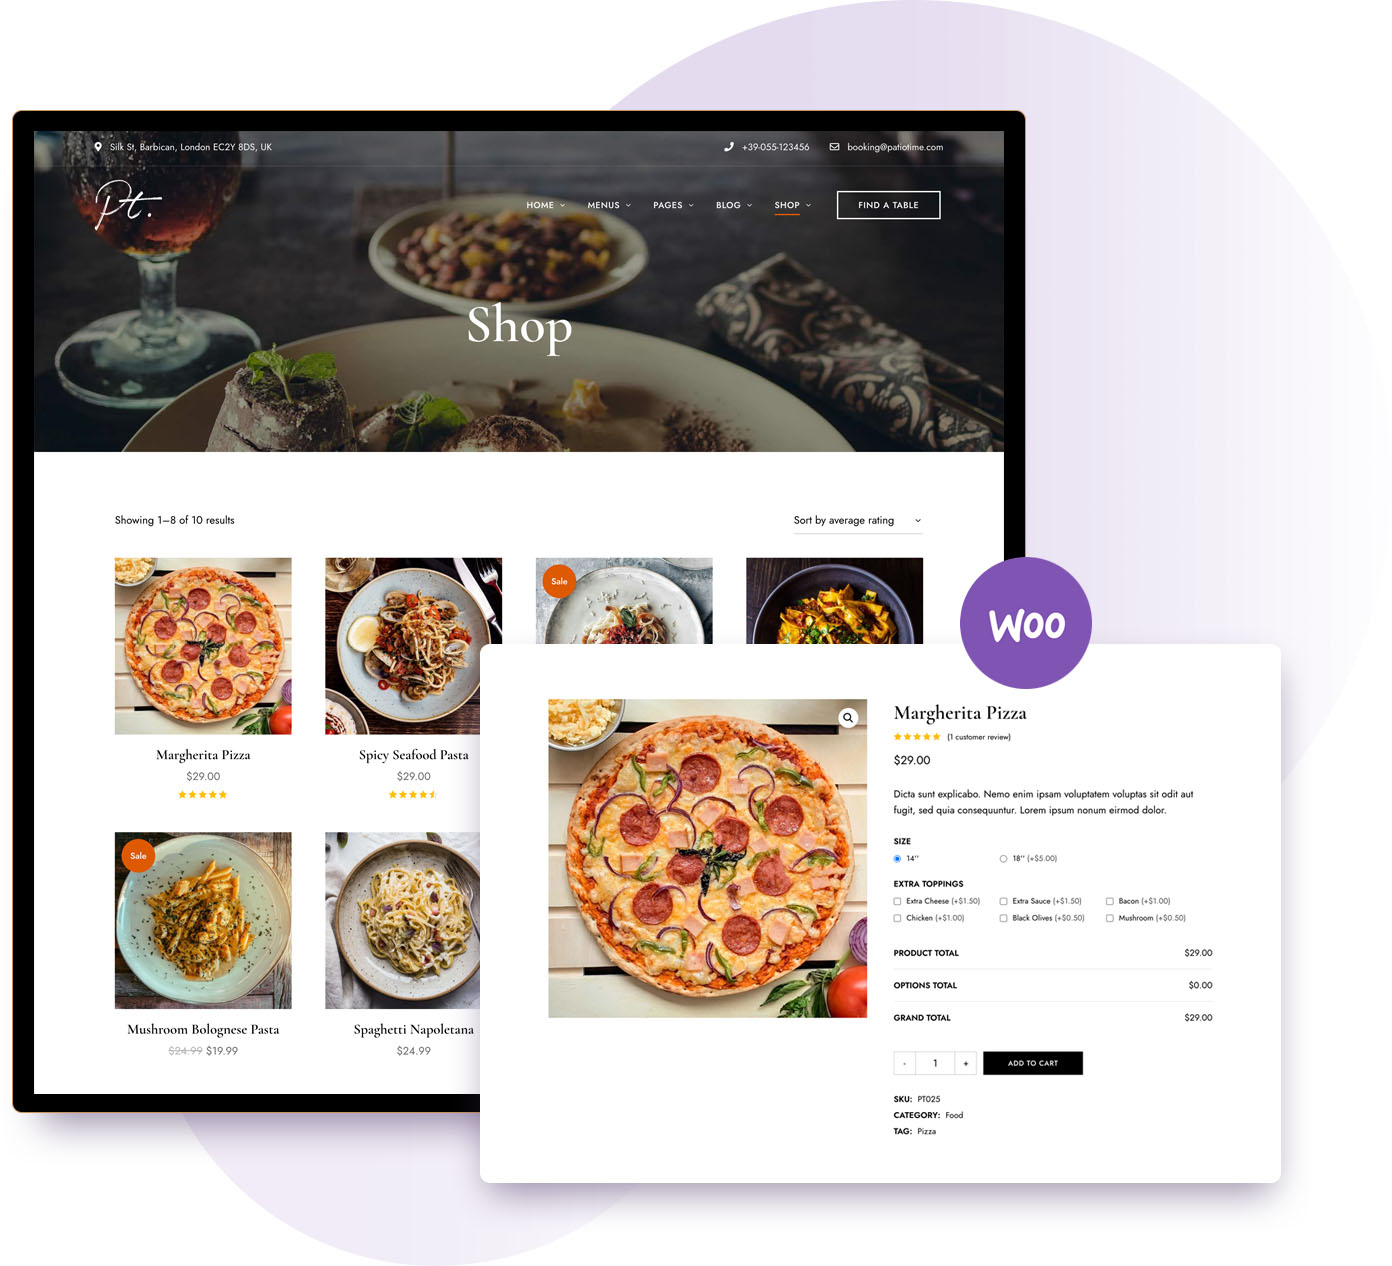 Silk St, Barbican, London EC2Y 8DS, UK
+39-055-123456
booking@patiotime.com
Pt.
HOME MENUS PAGES BLOG SHOP FIND A TABLE
Shop
Showing 1–8 of 10 results
Sort by average rating
Sale
Margherita Pizza
$29.00
Spicy Seafood Pasta
$29.00
Sale
Mushroom Bolognese Pasta
$24.99 $19.99
Spaghetti Napoletana
$24.99
WOO
Margherita Pizza
(1 customer review)
$29.00
Dicta sunt explicabo. Nemo enim ipsam voluptatem voluptas sit odit aut
fugit, sed quia consequuntur. Lorem ipsum nonum eirmod dolor.
SIZE
14'' 18'' (+$5.00)
EXTRA TOPPINGS
Extra Cheese (+$1.50) Extra Sauce (+$1.50) Bacon (+$1.00)
Chicken (+$1.00) Black Olives (+$0.50) Mushroom (+$0.50)
PRODUCT TOTAL $29.00
OPTIONS TOTAL $0.00
GRAND TOTAL $29.00
- 1 + ADD TO CART
SKU: PT025
CATEGORY: Food
TAG: Pizza